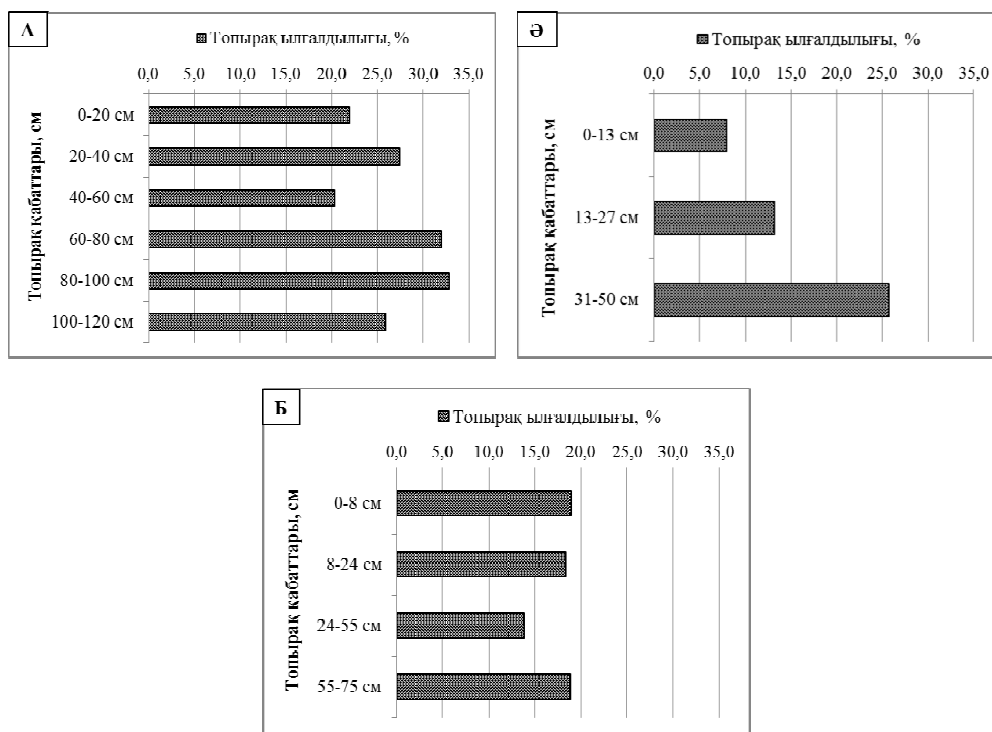 А
Топырақ ылғалдылығы, %
0,0 5,0 10,0 15,0 20,0 25,0 30,0 35,0
Топырақ қабаттары, см
0-20 см
20-40 см
40-60 см
60-80 см
80-100 см
100-120 см
Ә
Топырақ ылғалдылығы, %
0,0 5,0 10,0 15,0 20,0 25,0 30,0 35,0
Топырақ қабаттары, см
0-13 см
13-27 см
31-50 см
Б
Топырақ ылғалдылығы, %
0,0 5,0 10,0 15,0 20,0 25,0 30,0 35,0
Топырақ қабаттары, см
0-8 см
8-24 см
24-55 см
55-75 см